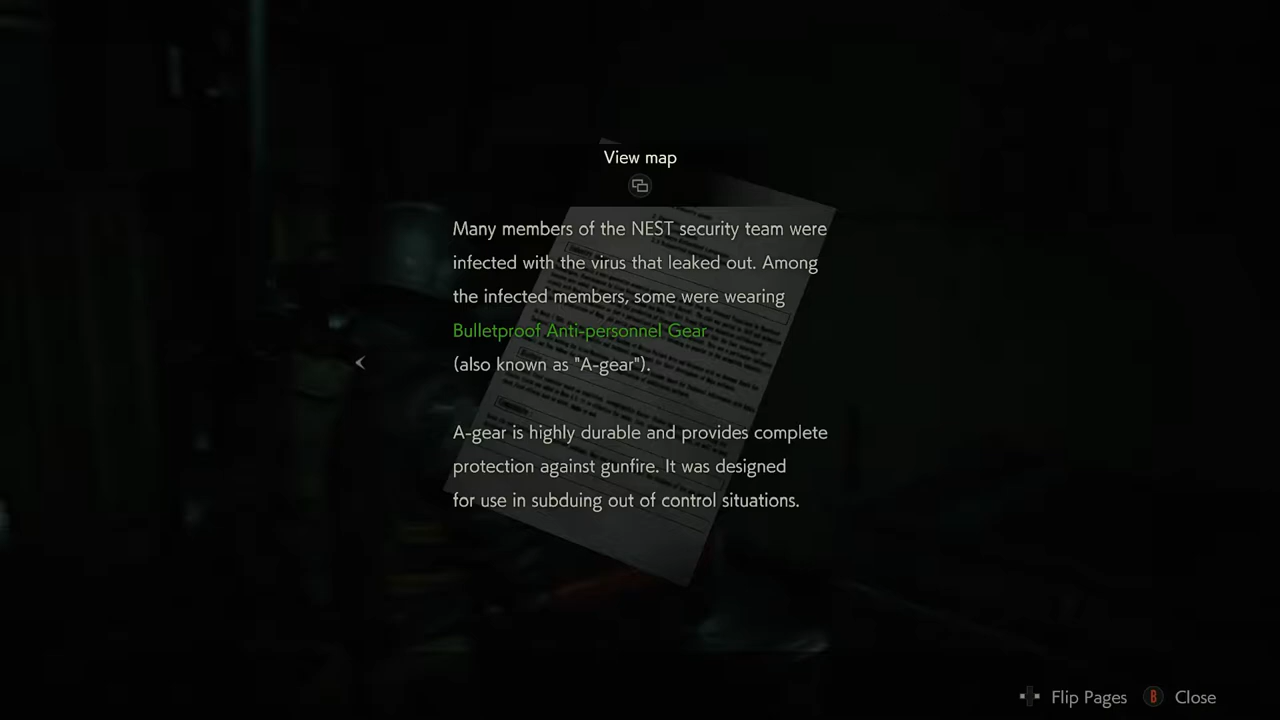 View map
Many members of the NEST security team were
infected with the virus that leaked out. Among
the infected members, some were wearing
Bulletproof Anti-personnel Gear
(also known as "A-gear").
A-gear is highly durable and provides complete
protection against gunfire. It was designed
for use in subduing out of control situations.
Flip Pages B Close